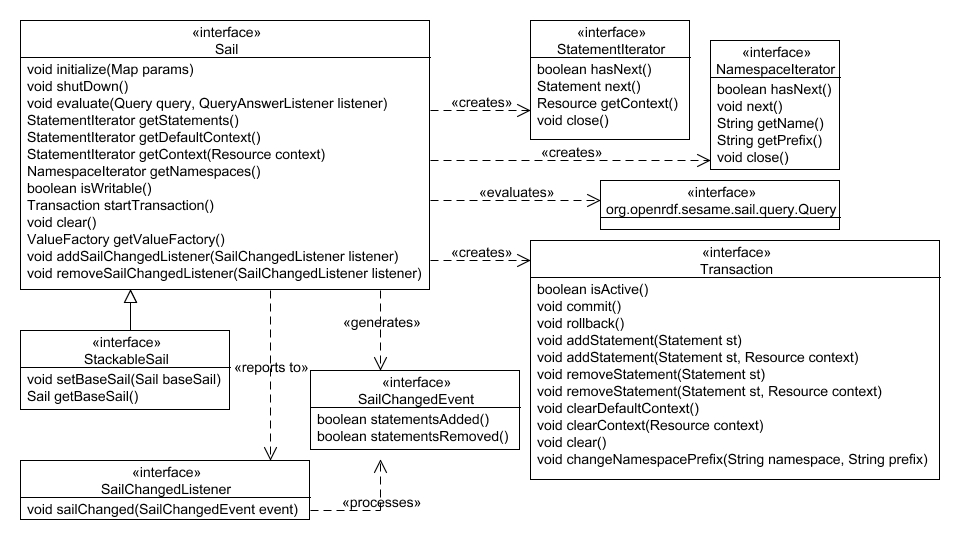 «interface»
Sail
void initialize(Map params)
void shutDown()
void evaluate(Query query, QueryAnswerListener listener)
StatementIterator getStatements()
StatementIterator getDefaultContext()
StatementIterator getContext(Resource context)
NamespaceIterator getNamespaces()
boolean isWritable()
Transaction startTransaction()
void clear()
ValueFactory getValueFactory()
void addSailChangedListener(SailChangedListener listener)
void removeSailChangedListener(SailChangedListener listener)
«creates»
«creates»
«evaluates»
«creates»
«interface»
StatementIterator
boolean hasNext()
Statement next()
Resource getContext()
void close()
«interface»
NamespaceIterator
boolean hasNext()
void next()
String getName()
String getPrefix()
void close()
«interface»
org.openrdf.sesame.sail.query.Query
«interface»
Transaction
boolean isActive()
void commit()
void rollback()
void addStatement(Statement st)
void addStatement(Statement st, Resource context)
void removeStatement(Statement st)
void removeStatement(Statement st, Resource context)
void clearDefaultContext()
void clearContext(Resource context)
void clear()
void changeNamespacePrefix(String namespace, String prefix)
«interface»
StackableSail
void setBaseSail(Sail baseSail)
Sail getBaseSail()
«reports to»
«generates»
«interface»
SailChangedEvent
boolean statementsAdded()
boolean statementsRemoved()
«interface»
SailChangedListener
void sailChanged(SailChangedEvent event)
«processes»